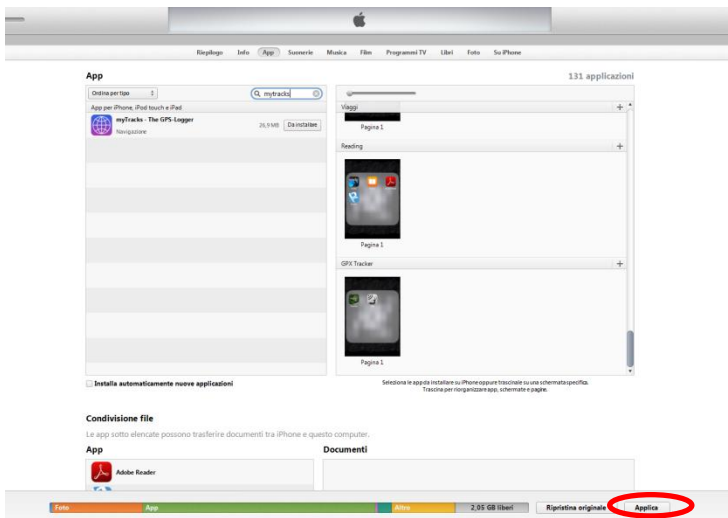 Riepilogo Info App Suonerie Musica Film Programmi TV Libri Foto Su iPhone
App
131 applicazioni
Ordina per tipo
mytracks
App per iPhone, iPod touch e iPad
myTracks - The GPS-Logger
Navigazione
26,9 MB
Da installare
Viaggi
Pagina 1
Reading
Pagina 1
GPX Tracker
Pagina 1
Installa automaticamente nuove applicazioni
Seleziona le app da installare su iPhone oppure trascinale su una schermata specifica.
Trascina per riorganizzare app, schermate e pagine.
Condivisione file
Le app sotto elencate possono trasferire documenti tra iPhone e questo computer.
App
Documenti
Adobe Reader
Foto App Altro 2,05 GB liberi Ripristina originale Applica